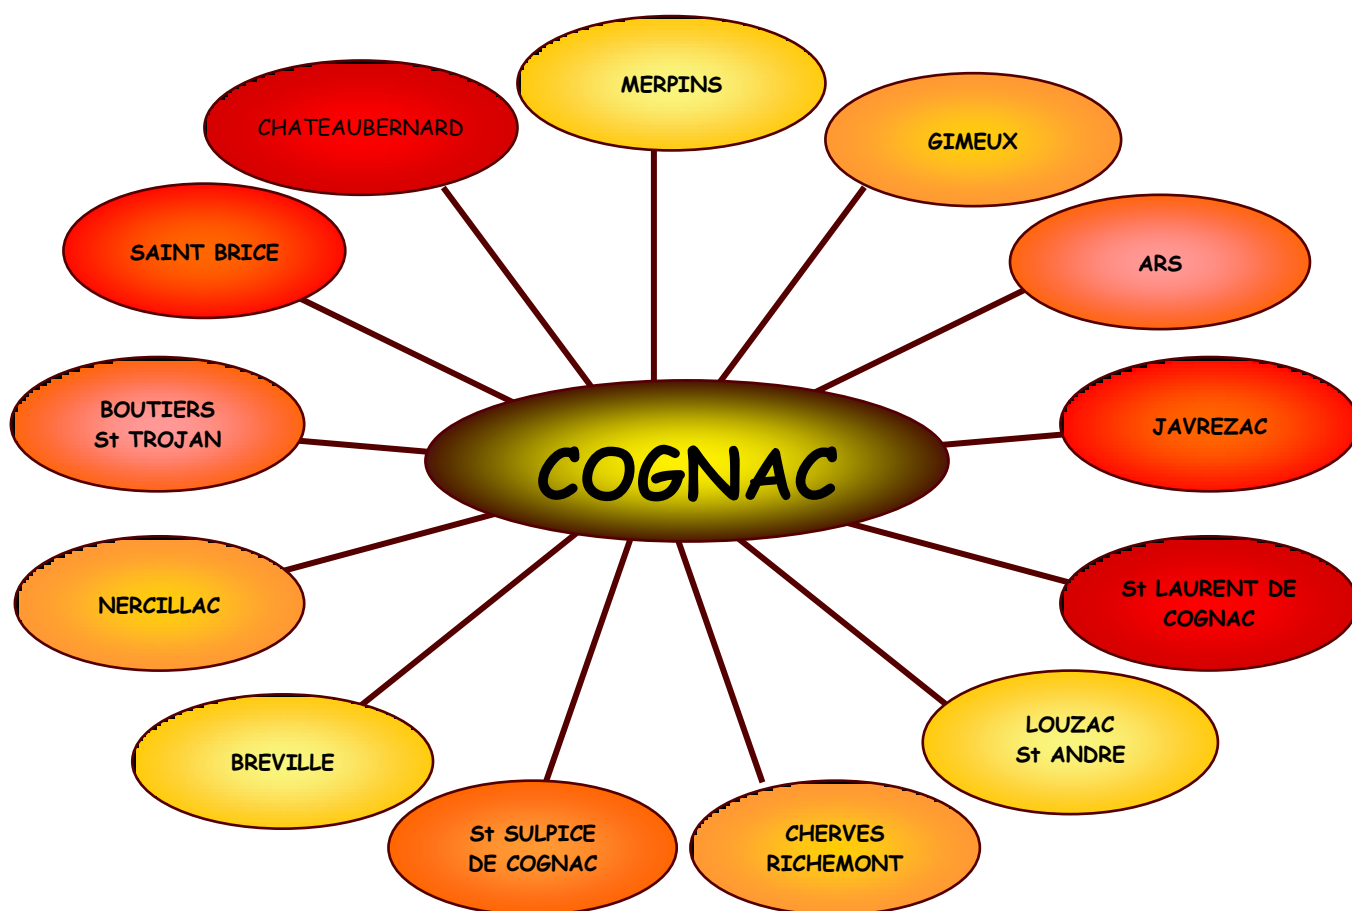 MERPINS
CHATEAUBERNARD
GIMEUX
SAINT BRICE
ARS
BOUTIERS
St TROJAN
JAVREZAC
COGNAC
NERCILLAC
St LAURENT DE
COGNAC
BREVILLE
LOUZAC
St ANDRE
St SULPICE
DE COGNAC
CHERVES
RICHEMONT